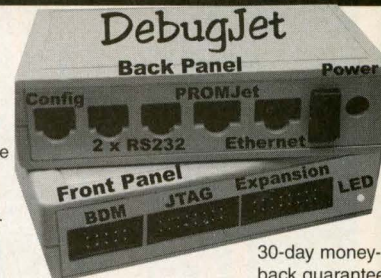 DebugJet
Back Panel
Power
Config
PROMJet
2 x RS232
Ethernet
e
Front Panel
BDM
JTAG
Expansion
LED
30-day money-
back guarantee